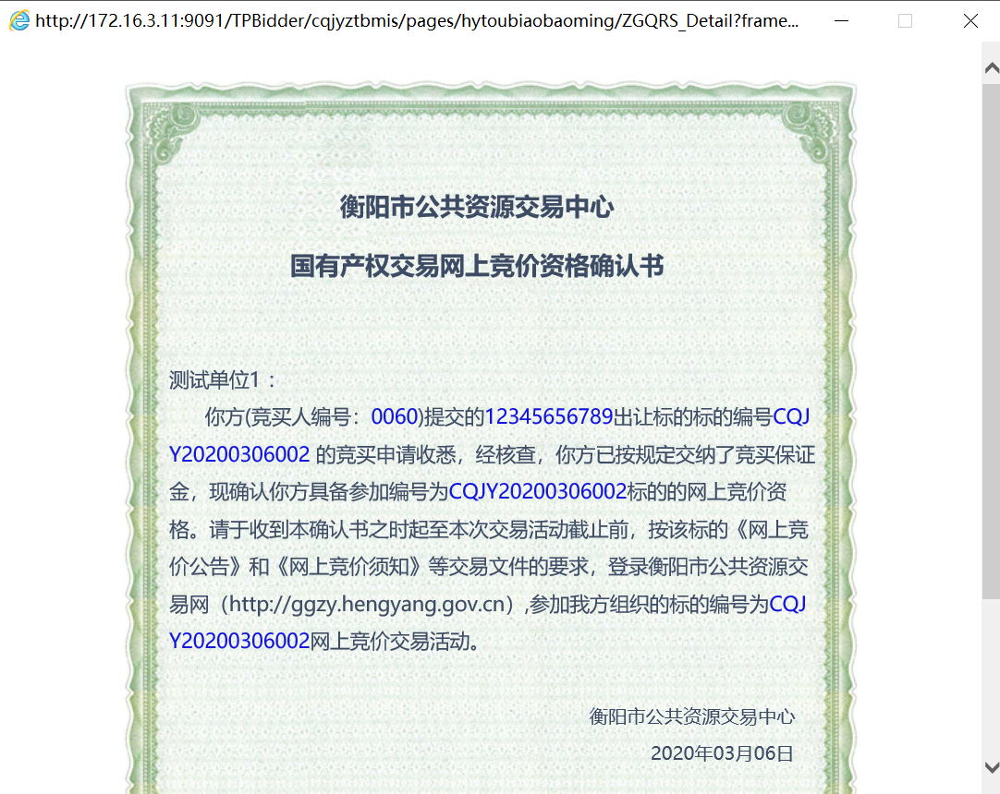 http://172.16.3.11:9091/TPBidder/cqjyztbmis/pages/hytoubiaobaoming/ZGQRS_Detail?frame...
衡阳市公共资源交易中心
国有产权交易网上竞价资格确认书
测试单位1 ：
你方(竞买人编号：0060)提交的12345656789出让标的标的编号CQJ
Y20200306002 的竞买申请收悉，经核查，你方已按规定交纳了竞买保证
金，现确认你方具备参加编号为CQJY20200306002标的的网上竞价资
格。请于收到本确认书之时起至本次交易活动截止前，按该标的《网上竞
价公告》和《网上竞价须知》等交易文件的要求，登录衡阳市公共资源交
易网（http://ggzy.hengyang.gov.cn）,参加我方组织的标的编号为CQJ
Y20200306002网上竞价交易活动。
衡阳市公共资源交易中心
2020年03月06日